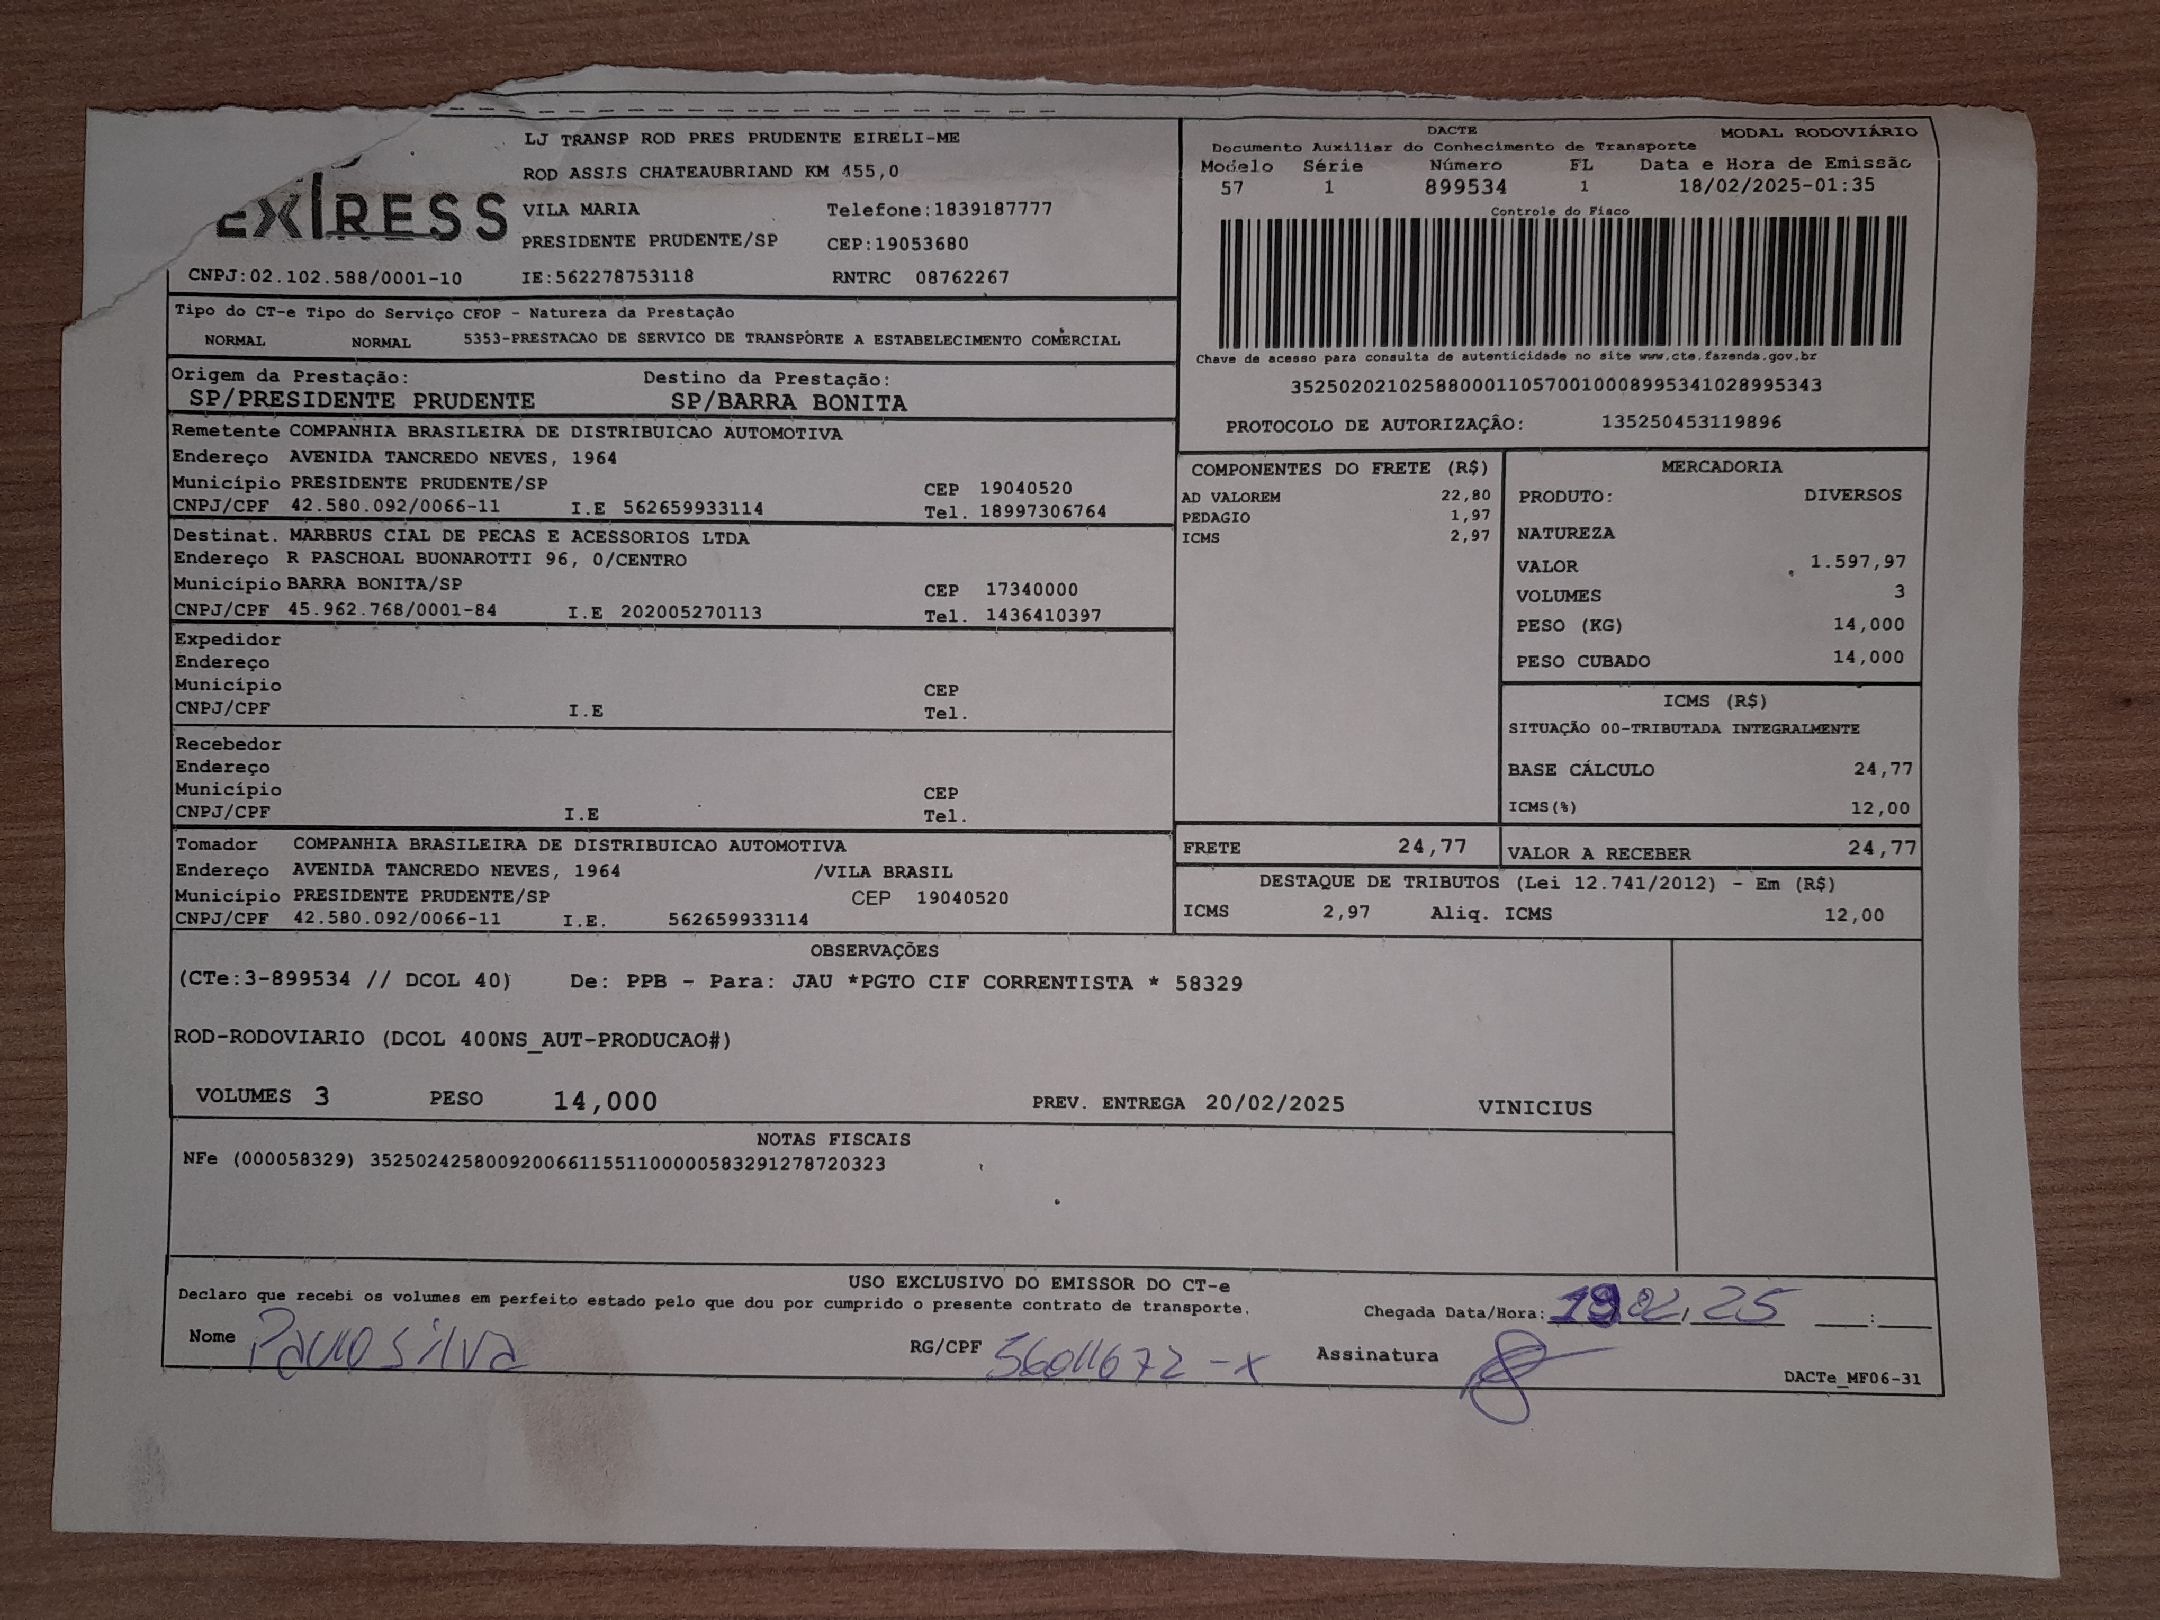 LJ TRANSP ROD PRES PRUDENTE EIRELI-ME
ROD ASSIS CHATEAUBRIAND KM 455,0
VILA MARIA Telefone:1839187777
PRESIDENTE PRUDENTE/SP CEP:19053680
CNPJ:02.102.588/0001-10 IE:562278753118 RNTRC 08762267
DACTE MODAL RODOVIÁRIO
Documento Auxiliar do Conhecimento de Transporte
Modelo Série Número FL Data e Hora de Emissão
57 1 899534 1 18/02/2025-01:35
Controle do Fisco
Chave de acesso para consulta de autenticidade no site www.cte.fazenda.gov.br
35250202102588000110570010008995341028995343
PROTOCOLO DE AUTORIZAÇÃO: 135250453119896
Tipo do CT-e Tipo do Serviço CFOP - Natureza da Prestação
NORMAL NORMAL 5353-PRESTACAO DE SERVICO DE TRANSPORTE A ESTABELECIMENTO COMERCIAL
Origem da Prestação: Destino da Prestação:
SP/PRESIDENTE PRUDENTE SP/BARRA BONITA
Remetente COMPANHIA BRASILEIRA DE DISTRIBUICAO AUTOMOTIVA
Endereço AVENIDA TANCREDO NEVES, 1964
Município PRESIDENTE PRUDENTE/SP CEP 19040520
CNPJ/CPF 42.580.092/0066-11 I.E 562659933114 Tel. 18997306764
Destinat. MARBRUS CIAL DE PECAS E ACESSORIOS LTDA
Endereço R PASCHOAL BUONAROTTI 96, 0/CENTRO
Município BARRA BONITA/SP CEP 17340000
CNPJ/CPF 45.962.768/0001-84 I.E 202005270113 Tel. 1436410397
Expedidor
Endereço
Município CEP
CNPJ/CPF I.E Tel.
Recebedor
Endereço
Município CEP
CNPJ/CPF I.E Tel.
Tomador COMPANHIA BRASILEIRA DE DISTRIBUICAO AUTOMOTIVA
Endereço AVENIDA TANCREDO NEVES, 1964 /VILA BRASIL
Município PRESIDENTE PRUDENTE/SP CEP 19040520
CNPJ/CPF 42.580.092/0066-11 I.E. 562659933114
COMPONENTES DO FRETE (R$)
AD VALOREM 22,80
PEDAGIO 1,97
ICMS 2,97
MERCADORIA
PRODUTO: DIVERSOS
NATUREZA
VALOR 1.597,97
VOLUMES 3
PESO (KG) 14,000
PESO CUBADO 14,000
ICMS (R$)
SITUAÇÃO 00-TRIBUTADA INTEGRALMENTE
BASE CÁLCULO 24,77
ICMS(%) 12,00
FRETE 24,77 VALOR A RECEBER 24,77
DESTAQUE DE TRIBUTOS (Lei 12.741/2012) - Em (R$)
ICMS 2,97 Aliq. ICMS 12,00
OBSERVAÇÕES
(CTe:3-899534 // DCOL 40) De: PPB - Para: JAU *PGTO CIF CORRENTISTA * 58329
ROD-RODOVIARIO (DCOL 400NS_AUT-PRODUCAO#)
VOLUMES 3 PESO 14,000 PREV. ENTREGA 20/02/2025 VINICIUS
NOTAS FISCAIS
NFe (000058329) 35250242580092006611551100000583291278720323
USO EXCLUSIVO DO EMISSOR DO CT-e
Declaro que recebi os volumes em perfeito estado pelo que dou por cumprido o presente contrato de transporte.
Chegada Data/Hora: 19 02. 25 :
Nome Paulo Silva RG/CPF 56011672-x Assinatura
DACTe_MF06-31